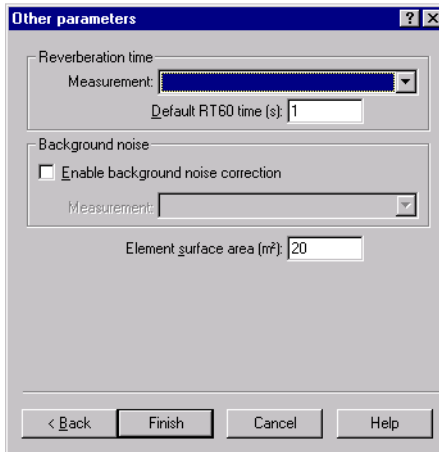 Other parameters
Reverberation time
Measurement:
Default RT60 time (s): 1
Background noise
Enable background noise correction
Measurement:
Element surface area (m²): 20
< Back Finish Cancel Help